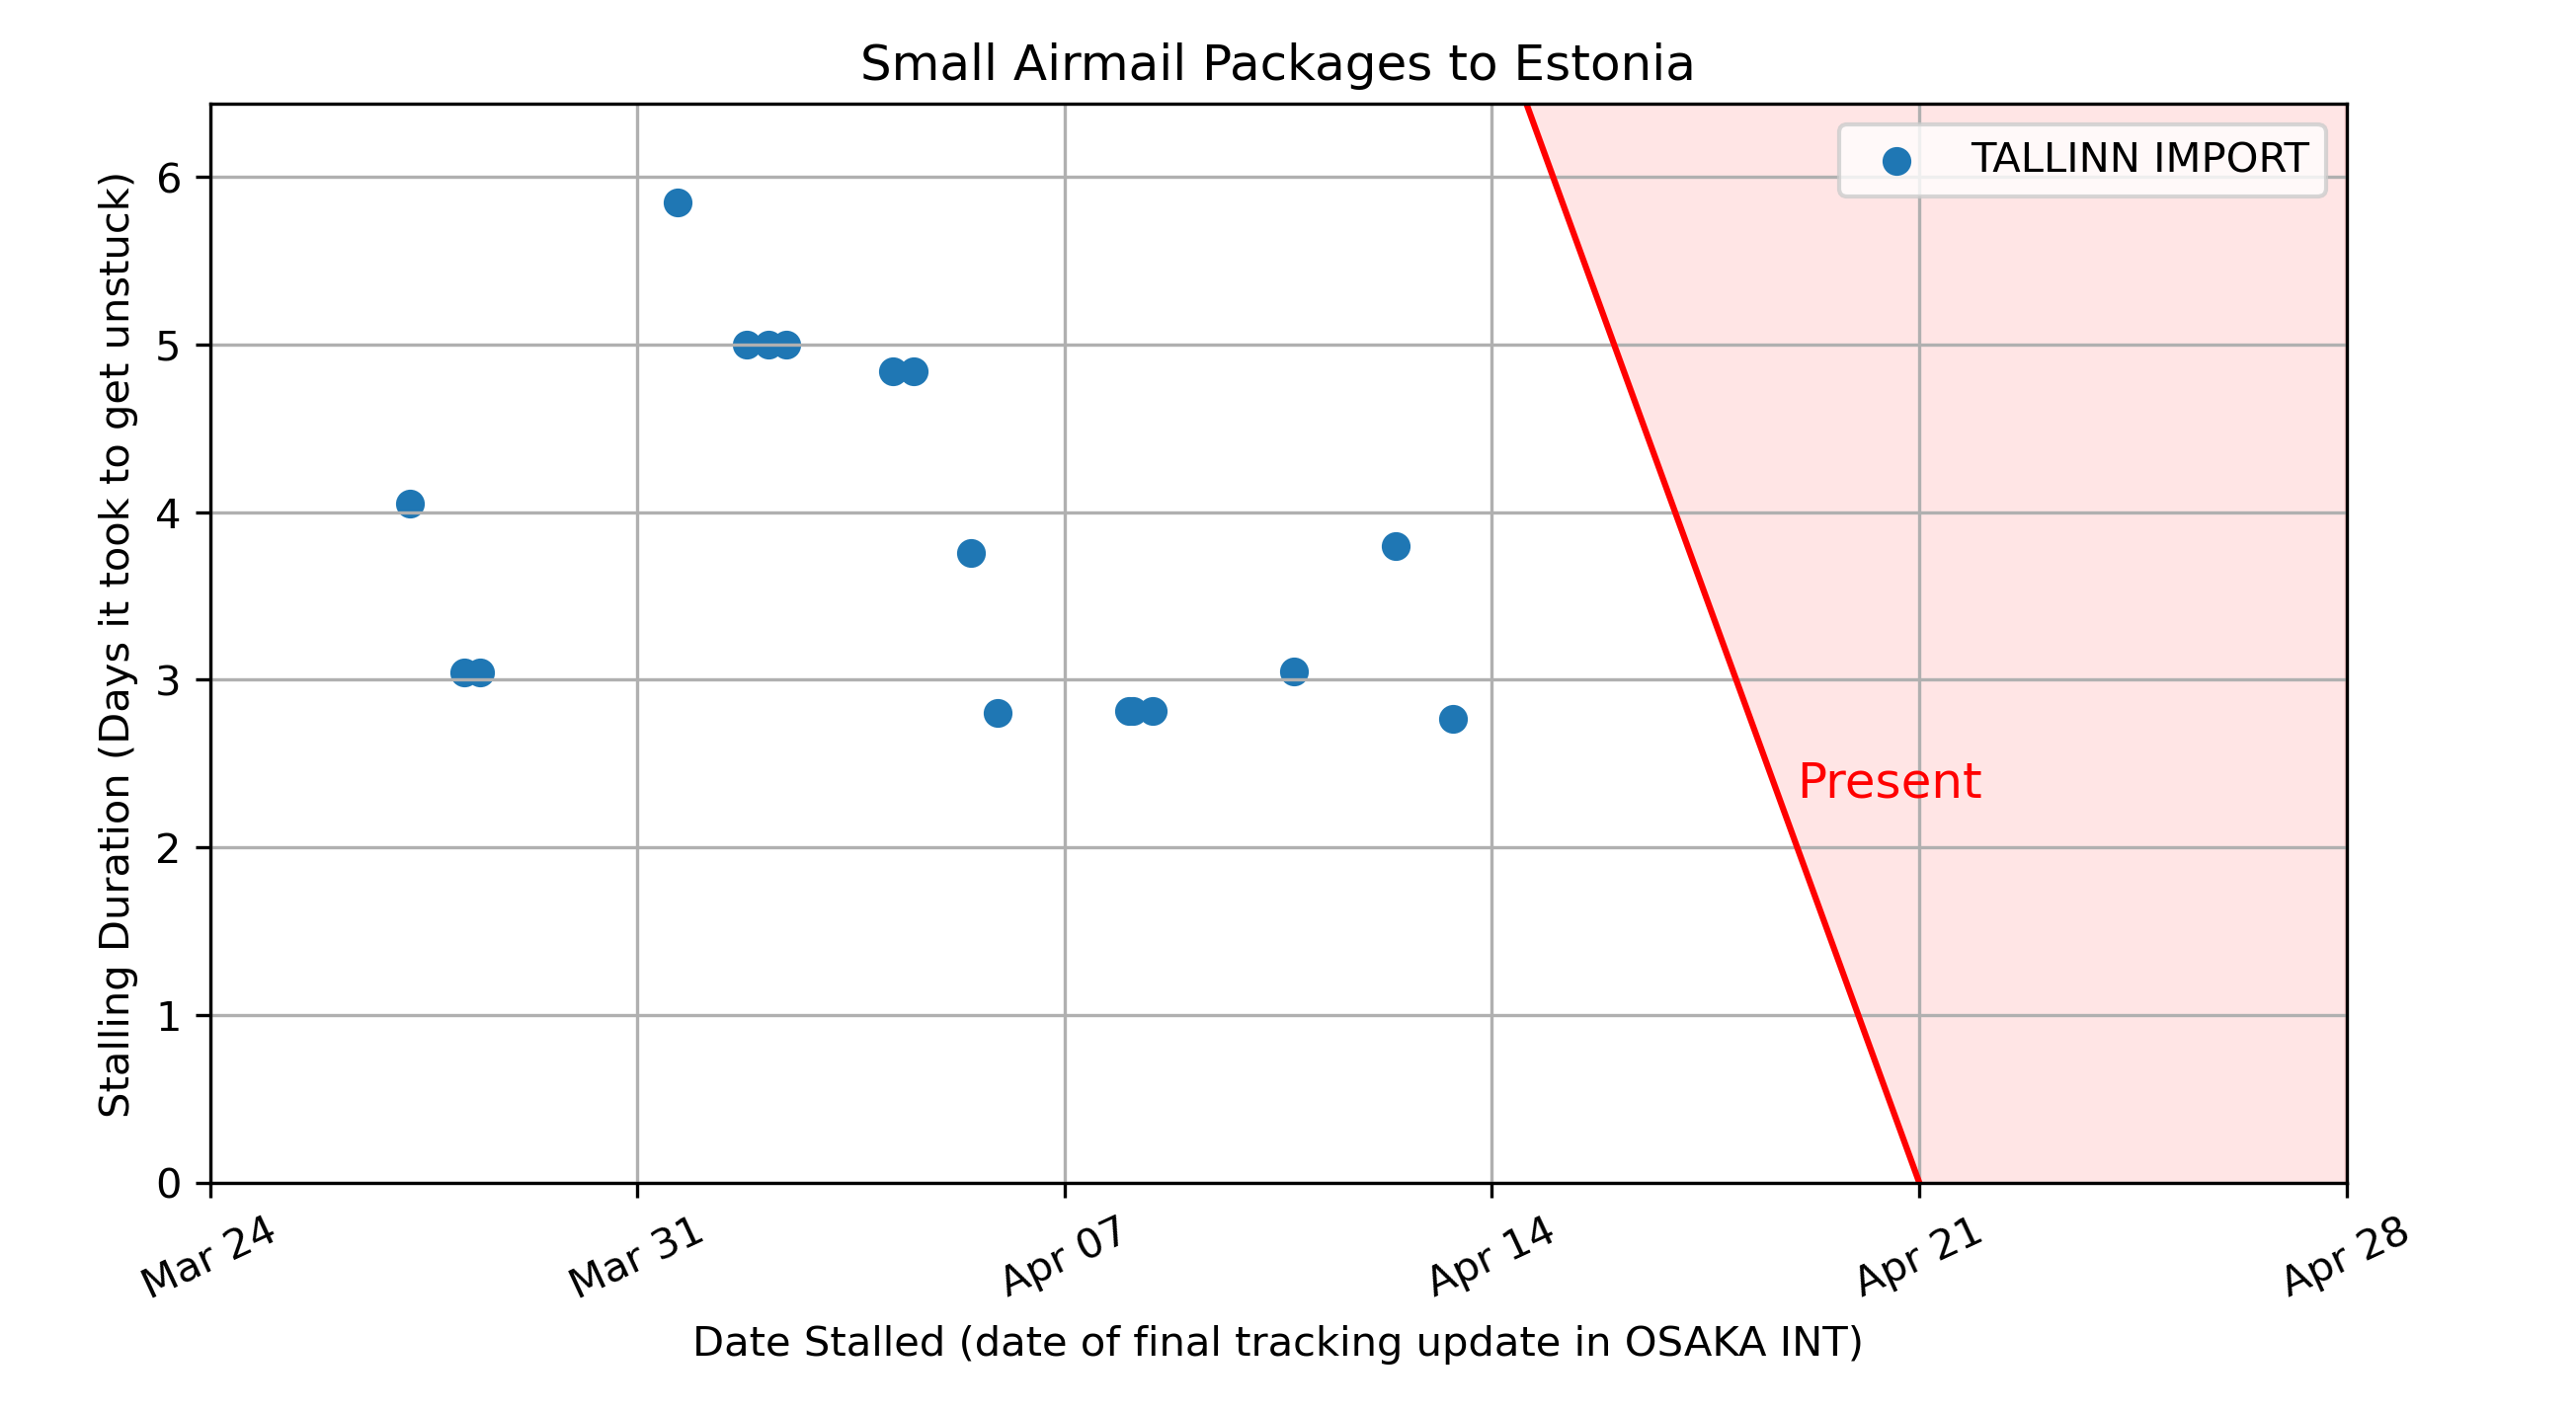 Small Airmail Packages to Estonia
TALLINN IMPORT
Stalling Duration (Days it took to get unstuck)
6
5
4
3
2
1
0
Present
Mar 24
Mar 31
Apr 07
Apr 14
Apr 21
Apr 28
Date Stalled (date of final tracking update in OSAKA INT)